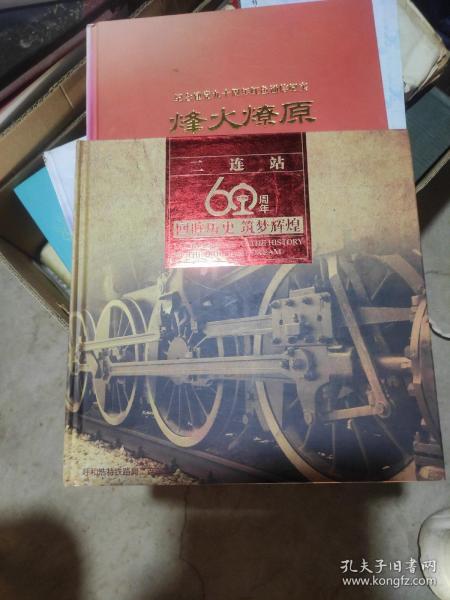 烽火燎原
二连站
60周年
回眸历史 筑梦辉煌
THE HISTORY
DREAM
呼和浩特铁路局
孔夫子旧书网
www.kongfz.com